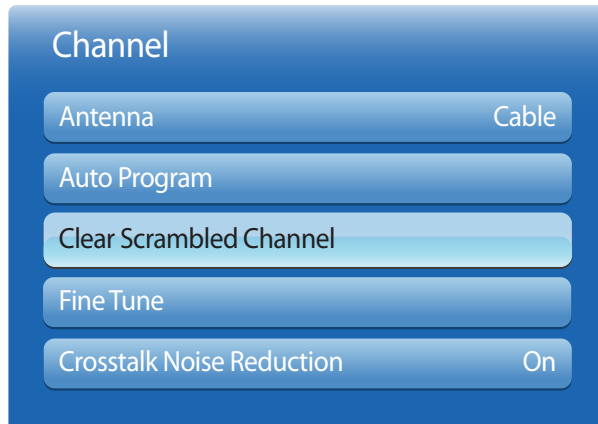 Channel
Antenna Cable
Auto Program
Clear Scrambled Channel
Fine Tune
Crosstalk Noise Reduction On